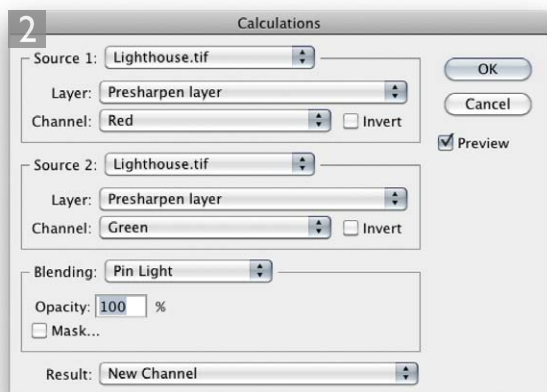 2
Calculations
Source 1: Lighthouse.tif
Layer: Presharpen layer
Channel: Red Invert
OK
Cancel
Preview
Source 2: Lighthouse.tif
Layer: Presharpen layer
Channel: Green Invert
Blending: Pin Light
Opacity: 100 %
Mask...
Result: New Channel